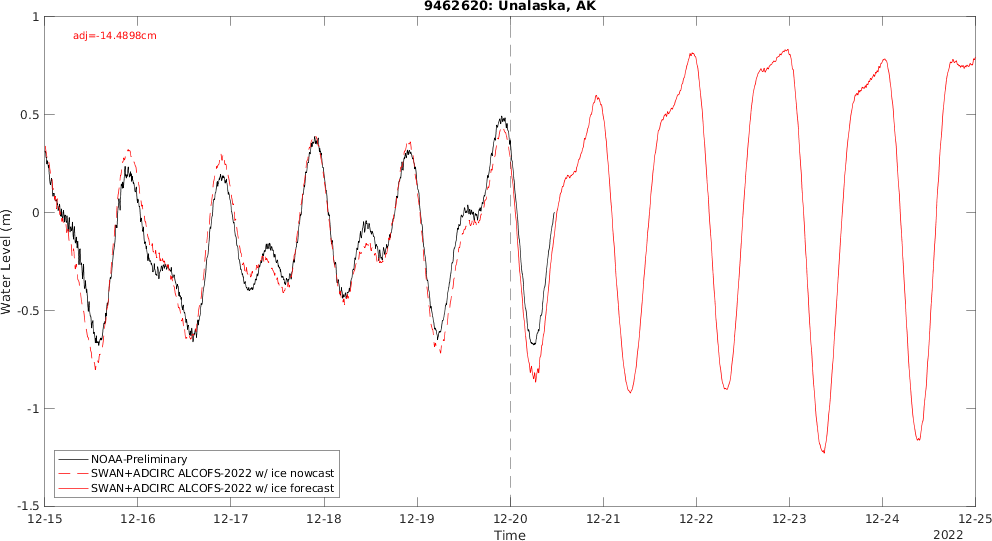 9462620: Unalaska, AK
adj=-14.4898cm
1
0.5
0
-0.5
-1
-1.5
Water Level (m)
NOAA-Preliminary
SWAN+ADCIRC ALCOFS-2022 w/ ice nowcast
SWAN+ADCIRC ALCOFS-2022 w/ ice forecast
12-15 12-16 12-17 12-18 12-19 12-20 12-21 12-22 12-23 12-24 12-25
Time
2022